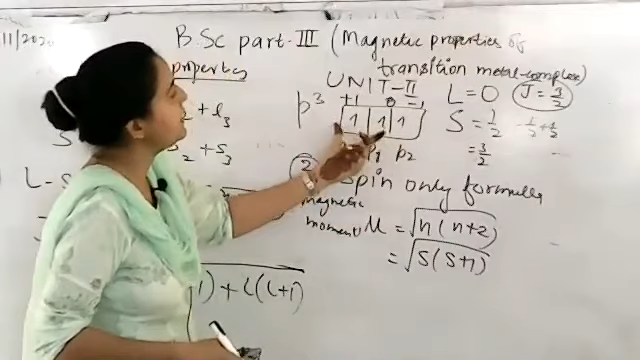 11/2020
B.Sc part-III (Magnetic properties of
transition metal-complex)
properties
UNIT-II
p³ +1 0 -1 L = 0 J = 3/2
1 1 1
S = 1/2 + 1/2 + 1/2
= 3/2
+ l₃
S₂ + S₃
P₁ P₂
L-S
② Spin only formula
magnetic
moment μ = √n(n+2)
= √S(S+1)
) + L(L+1)